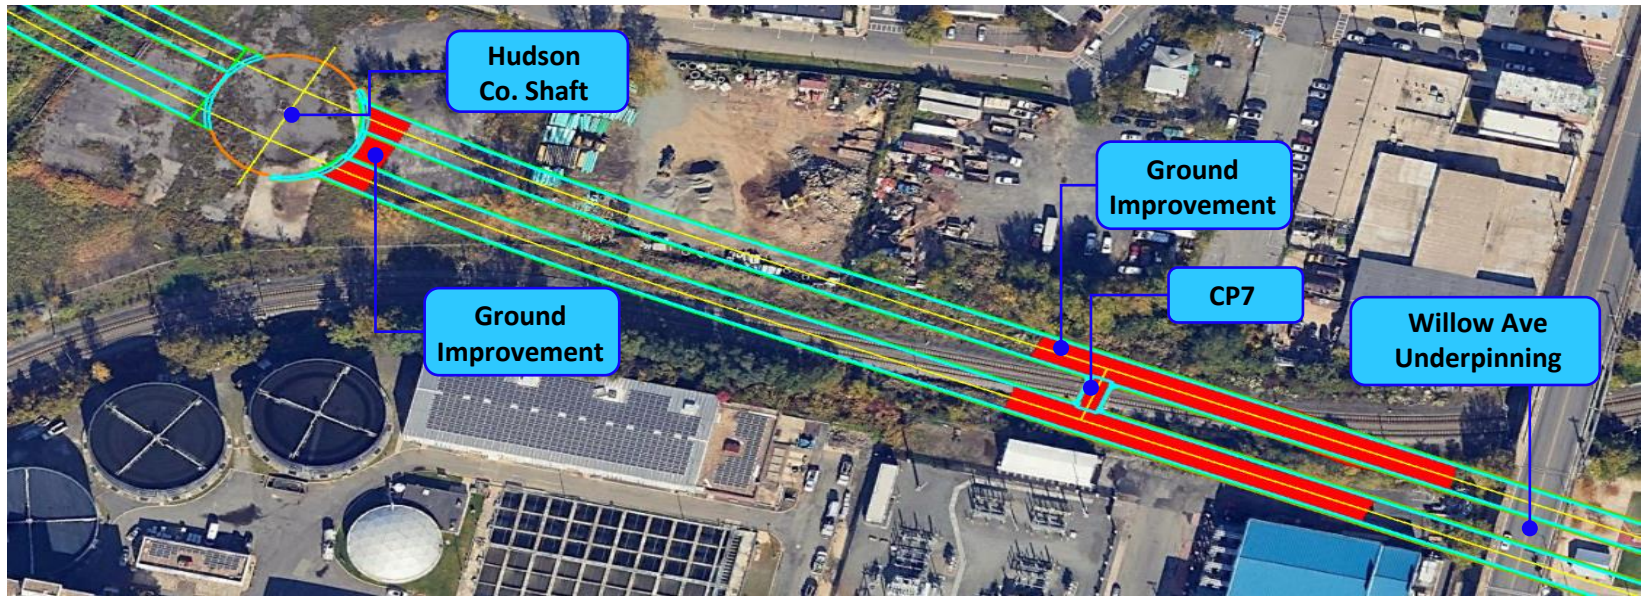 Hudson
Co. Shaft
Ground
Improvement
CP7
Willow Ave
Underpinning
Ground
Improvement